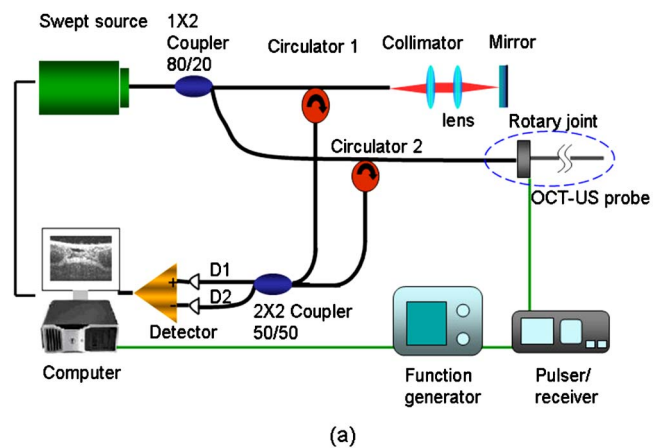 Swept source
1X2
Coupler
80/20
Circulator 1
Collimator
Mirror
lens
Rotary joint
Circulator 2
OCT-US probe
D1
D2
+
-
2X2 Coupler
50/50
Detector
Computer
Function
generator
Pulser/
receiver
(a)